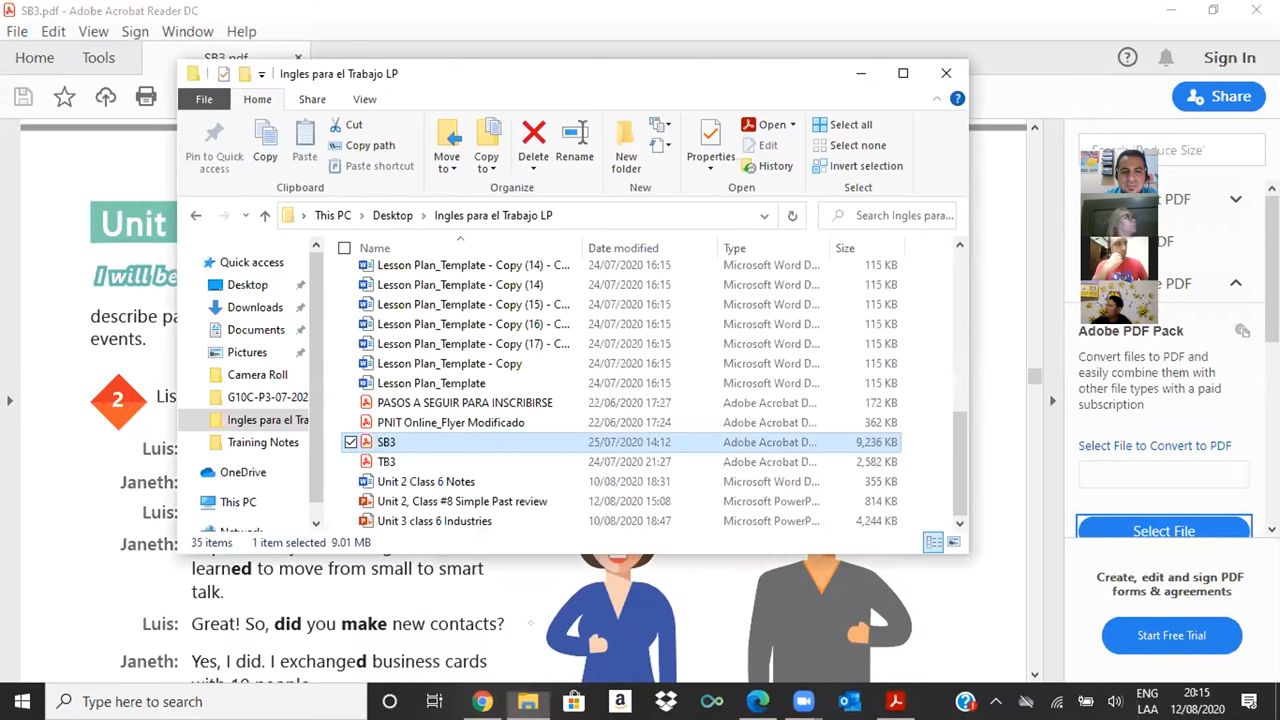 SB3.pdf - Adobe Acrobat Reader DC
File Edit View Sign Window Help
Home Tools SB3.pdf Sign In
Share
Ingles para el Trabajo LP
File Home Share View
Pin to Quick access
Copy
Paste
Cut
Copy path
Paste shortcut
Clipboard
Move to
Copy to
Delete
Rename
Organize
New folder
New
Properties
Open
Edit
History
Open
Select all
Select none
Invert selection
Select
This PC Desktop Ingles para el Trabajo LP
Search Ingles para...
Quick access
Desktop
Downloads
Documents
Pictures
Camera Roll
G10C-P3-07-202
Ingles para el Tra
Training Notes
OneDrive
This PC
Network
Name Date modified Type Size
Lesson Plan_Template - Copy (14) - C... 24/07/2020 16:15 Microsoft Word D... 115 KB
Lesson Plan_Template - Copy (14) 24/07/2020 16:15 Microsoft Word D... 115 KB
Lesson Plan_Template - Copy (15) - C... 24/07/2020 16:15 Microsoft Word D... 115 KB
Lesson Plan_Template - Copy (16) - C... 24/07/2020 16:15 Microsoft Word D... 115 KB
Lesson Plan_Template - Copy (17) - C... 24/07/2020 16:15 Microsoft Word D... 115 KB
Lesson Plan_Template - Copy 24/07/2020 16:15 Microsoft Word D... 115 KB
Lesson Plan_Template 24/07/2020 16:15 Microsoft Word D... 115 KB
PASOS A SEGUIR PARA INSCRIBIRSE 22/06/2020 17:27 Adobe Acrobat D... 172 KB
PNIT Online_Flyer Modificado 22/06/2020 17:24 Adobe Acrobat D... 362 KB
SB3 25/07/2020 14:12 Adobe Acrobat D... 9,236 KB
TB3 24/07/2020 21:27 Adobe Acrobat D... 2,582 KB
Unit 2 Class 6 Notes 10/08/2020 18:31 Microsoft Word D... 355 KB
Unit 2, Class #8 Simple Past review 12/08/2020 15:08 Microsoft PowerP... 814 KB
Unit 3 class 6 Industries 10/08/2020 18:47 Microsoft PowerP... 4,244 KB
35 items 1 item selected 9.01 MB
Unit
I will be
describe pa
events.
2 Lis
Luis:
Janeth:
Luis:
Janeth:
learned to move from small to smart
talk.
Luis: Great! So, did you make new contacts?
Janeth: Yes, I did. I exchanged business cards
with 10 people
'Reduce Size'
PDF
PDF
PDF
Adobe PDF Pack
Convert files to PDF and
easily combine them with
other file types with a paid
subscription
Select File to Convert to PDF
Select File
Create, edit and sign PDF
forms & agreements
Start Free Trial
Type here to search
ENG
LAA
20:15
12/08/2020